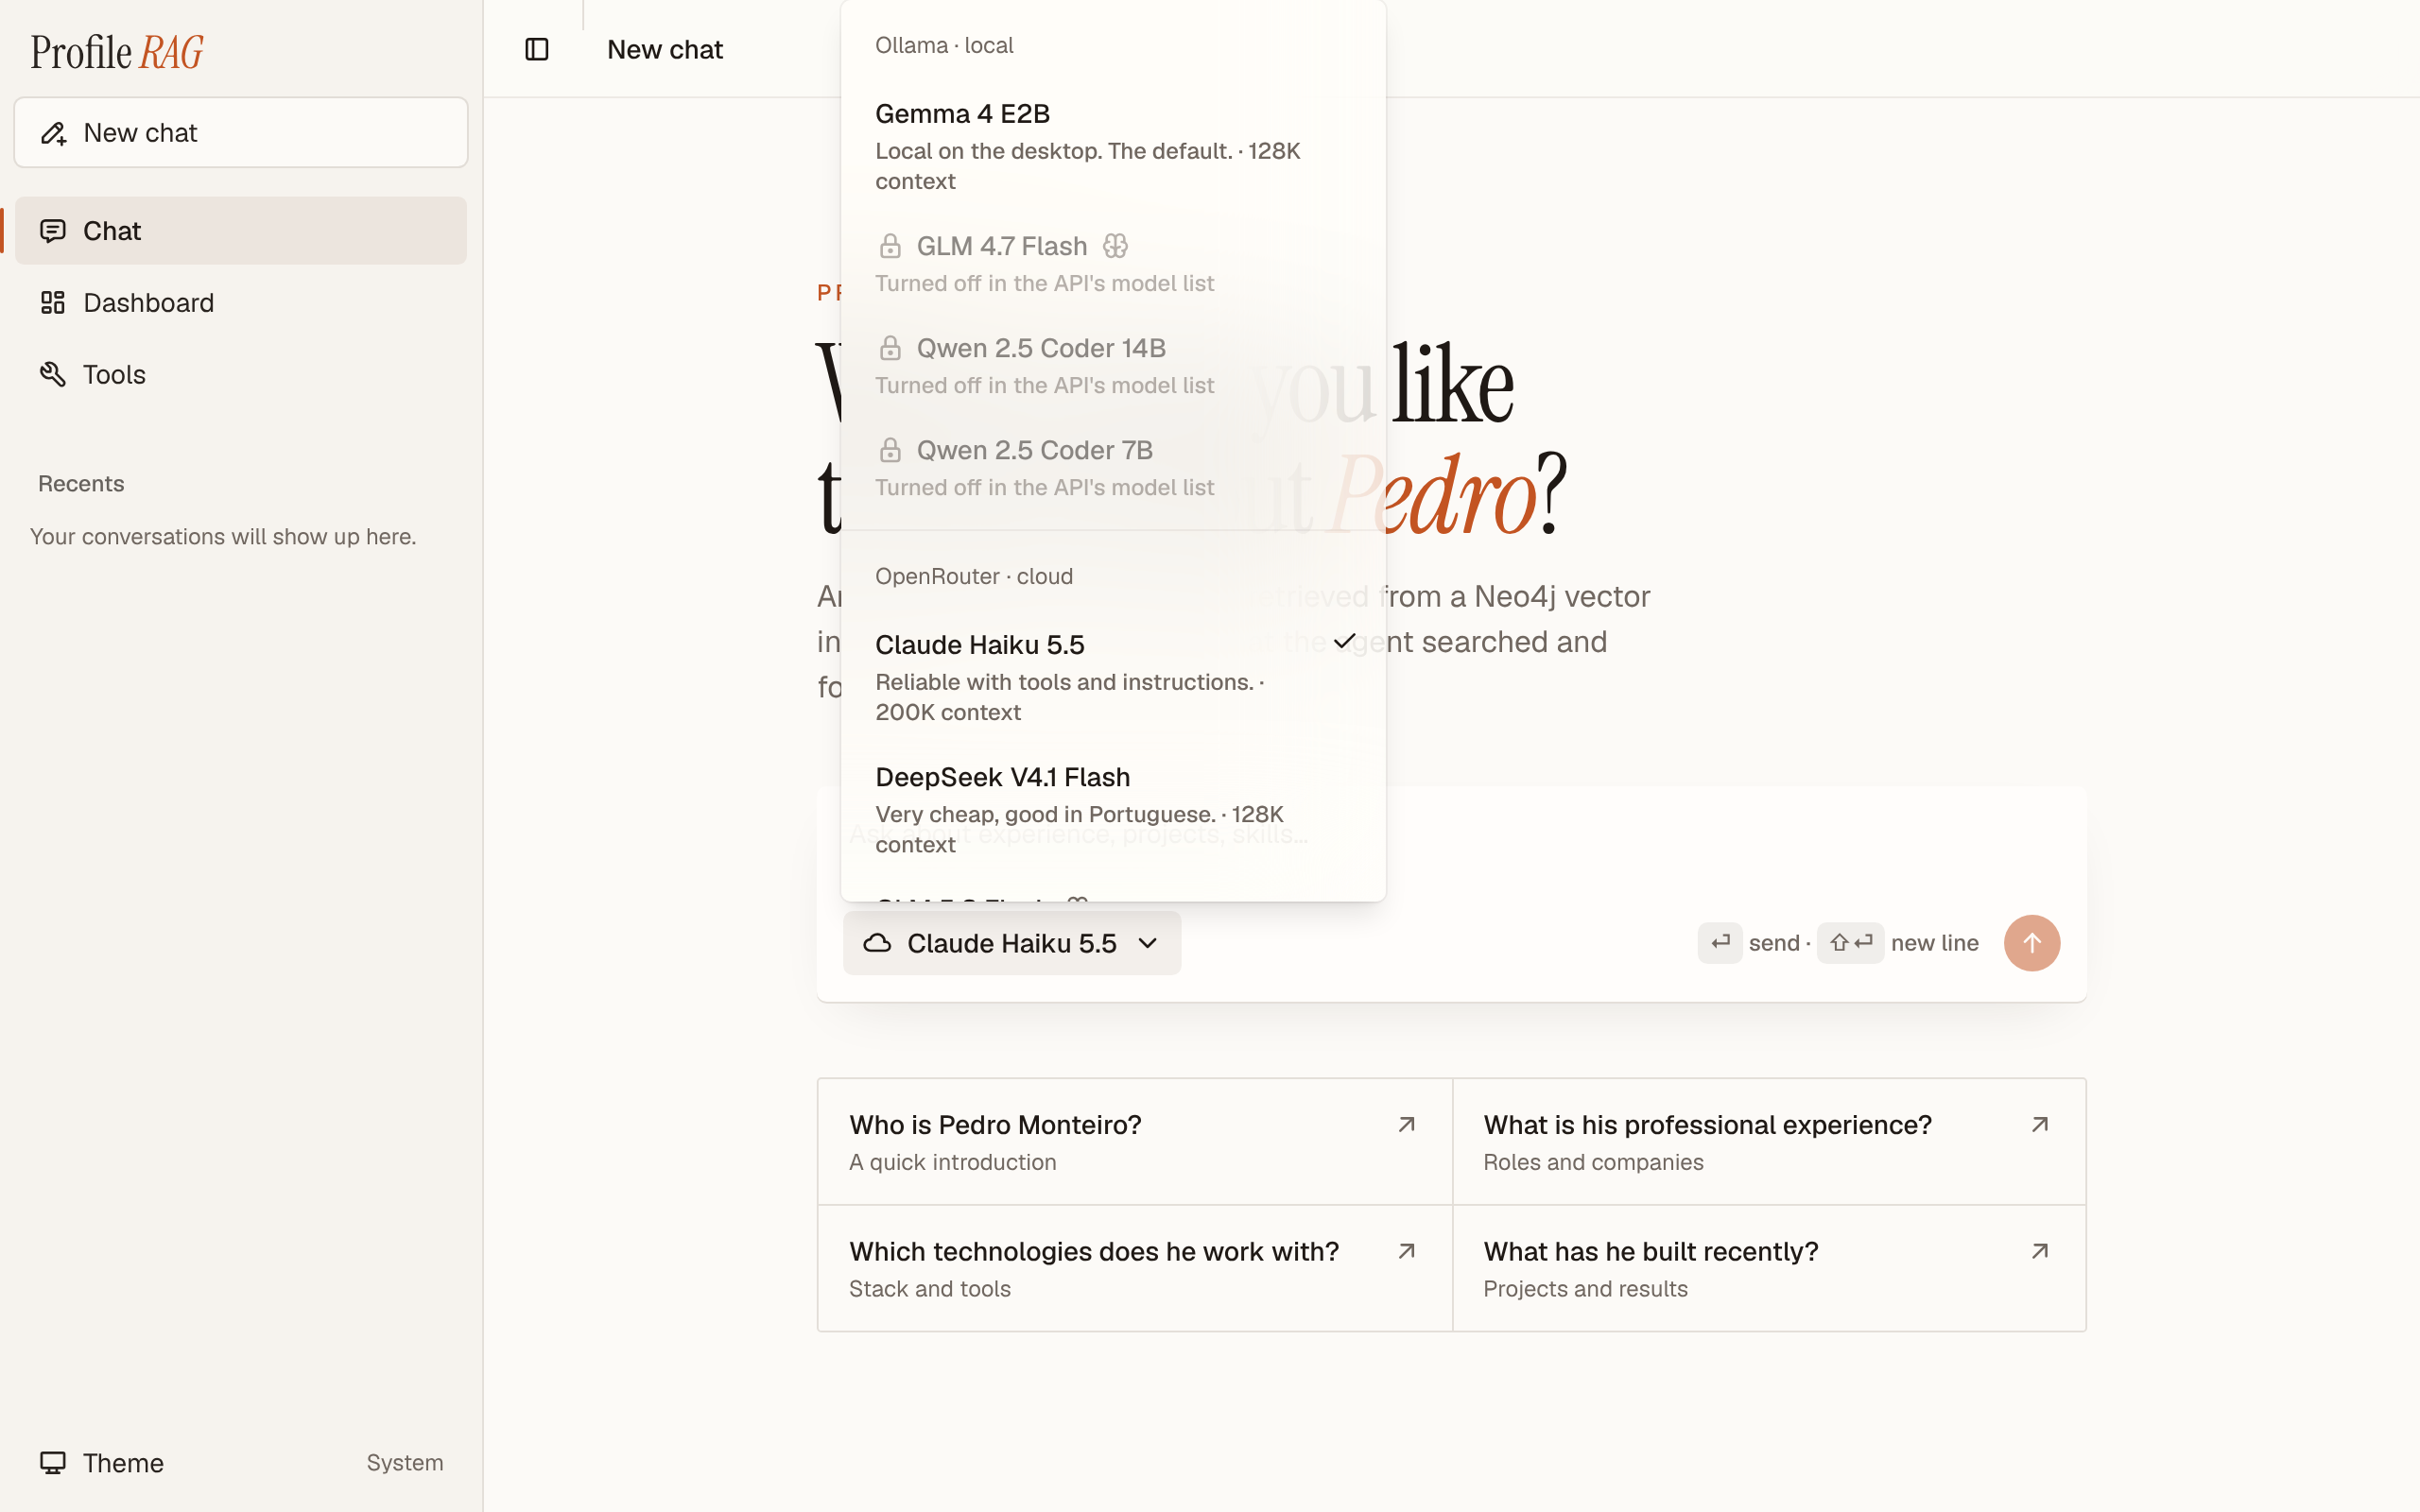 Profile RAG
New chat
Chat
Dashboard
Tools
Recents
Your conversations will show up here.
Theme
System
New chat
Ollama · local
Gemma 4 E2B
Local on the desktop. The default. · 128K
context
GLM 4.7 Flash
Turned off in the API's model list
Qwen 2.5 Coder 14B
Turned off in the API's model list
Qwen 2.5 Coder 7B
Turned off in the API's model list
OpenRouter · cloud
Claude Haiku 5.5
Reliable with tools and instructions. ·
200K context
DeepSeek V4.1 Flash
Very cheap, good in Portuguese. · 128K
context
you like
Pedro?
from a Neo4j vector
the agent searched and
Ask about experience, projects, skills...
Claude Haiku 5.5
send · new line
Who is Pedro Monteiro?
A quick introduction
What is his professional experience?
Roles and companies
Which technologies does he work with?
Stack and tools
What has he built recently?
Projects and results